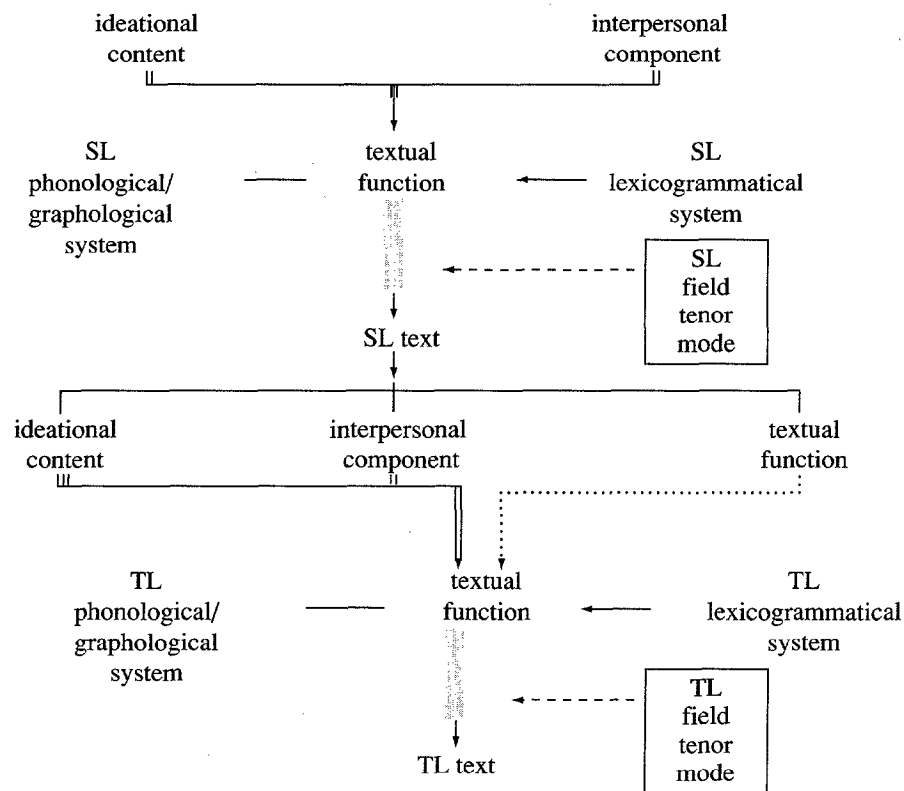 ideational
content
interpersonal
component
SL
phonological/
graphological
system
textual
function
SL
lexicogrammatical
system
SL
field
tenor
mode
SL text
ideational
content
interpersonal
component
textual
function
TL
phonological/
graphological
system
textual
function
TL
lexicogrammatical
system
TL
field
tenor
mode
TL text